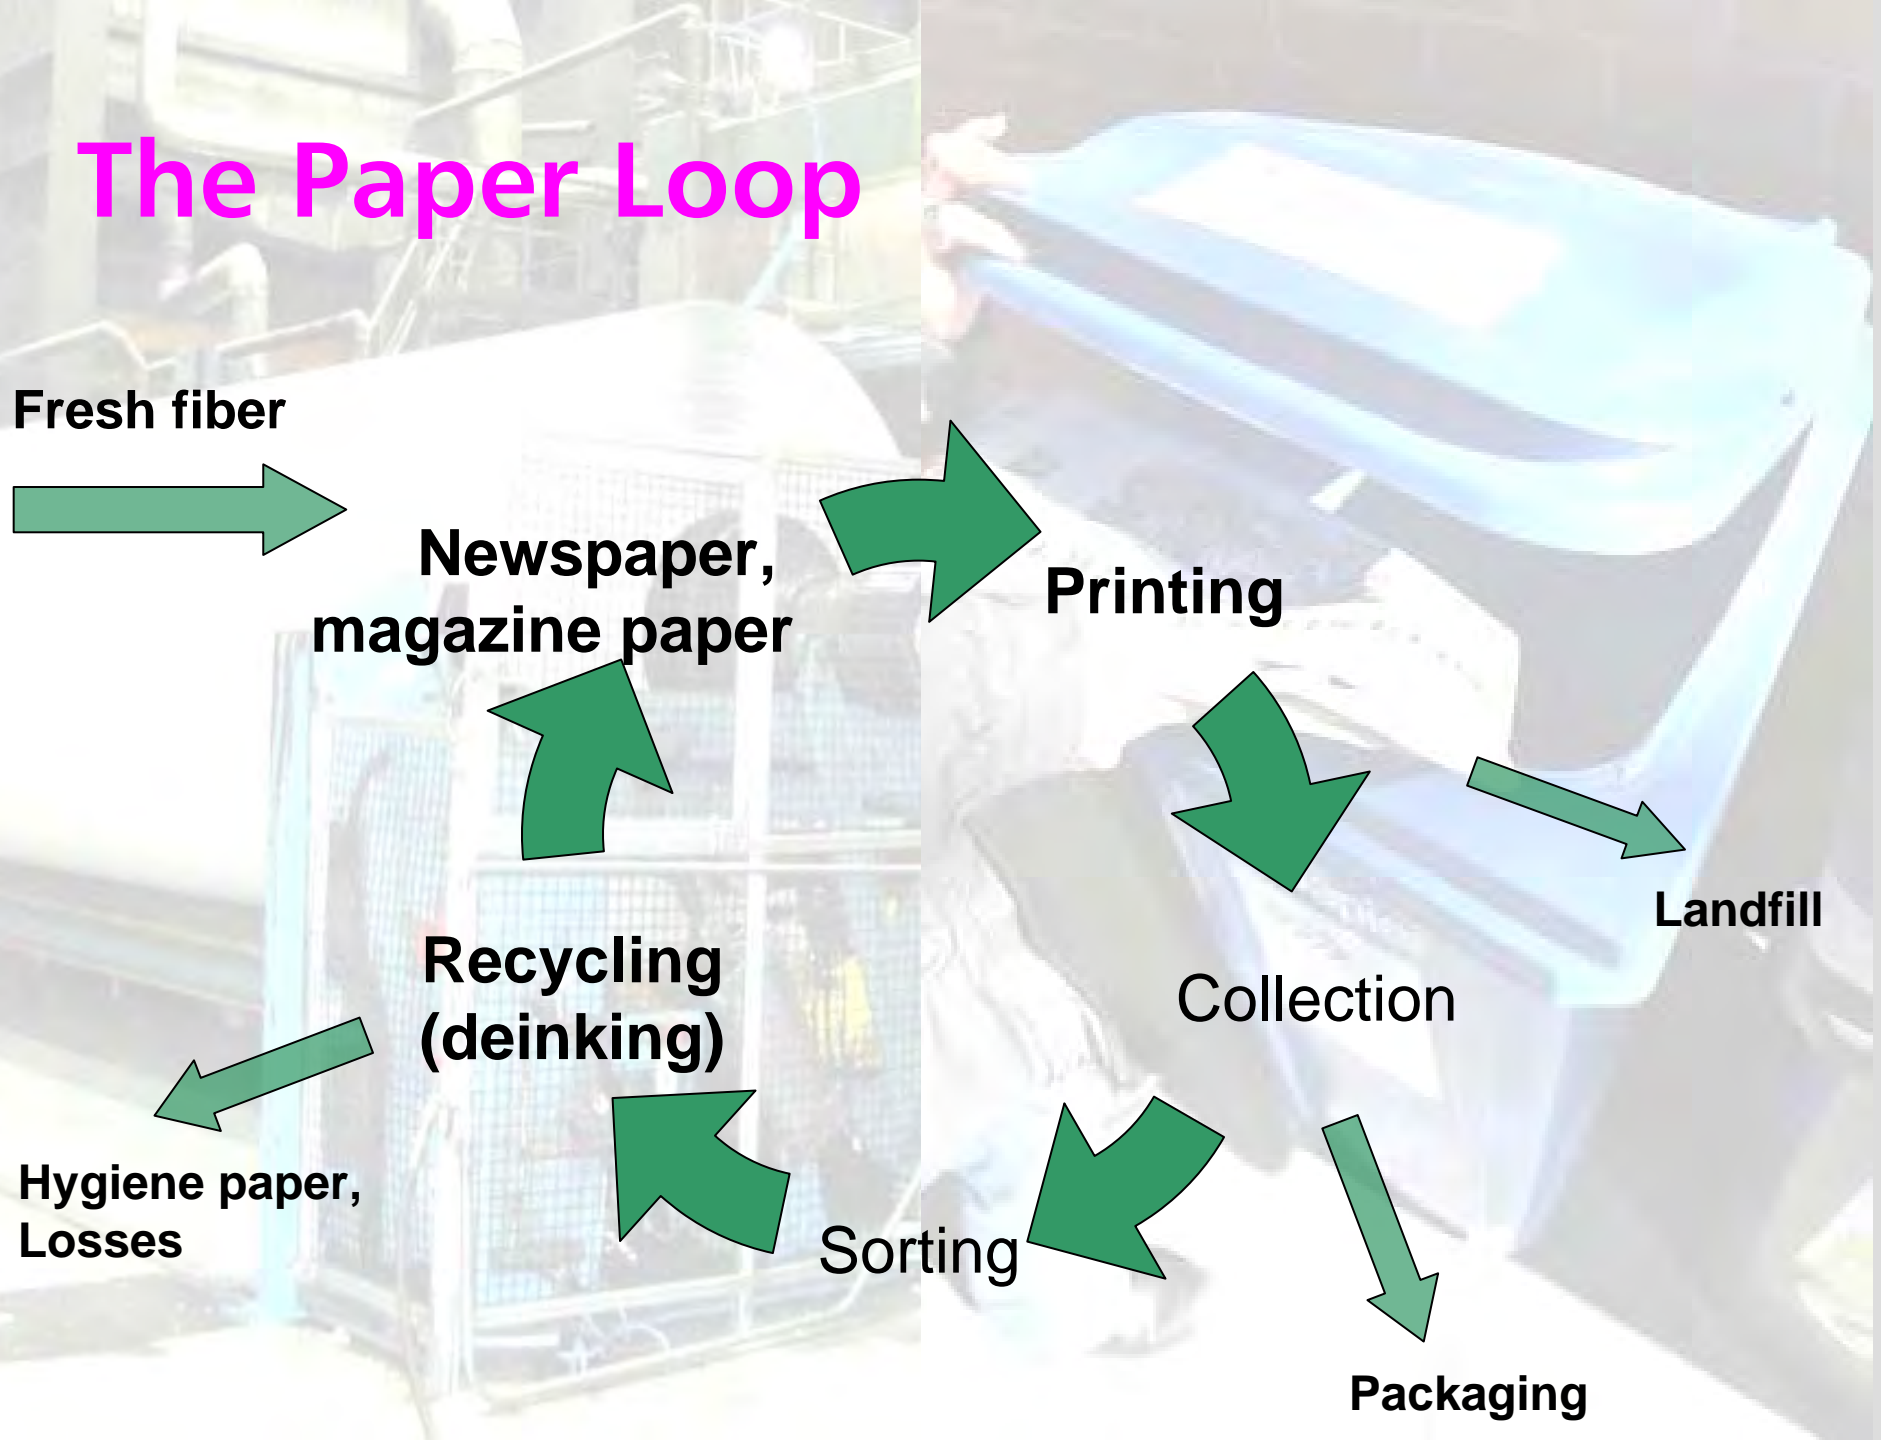 The Paper Loop
Fresh fiber
Newspaper,
magazine paper
Printing
Landfill
Collection
Recycling
(deinking)
Hygiene paper,
Losses
Sorting
Packaging